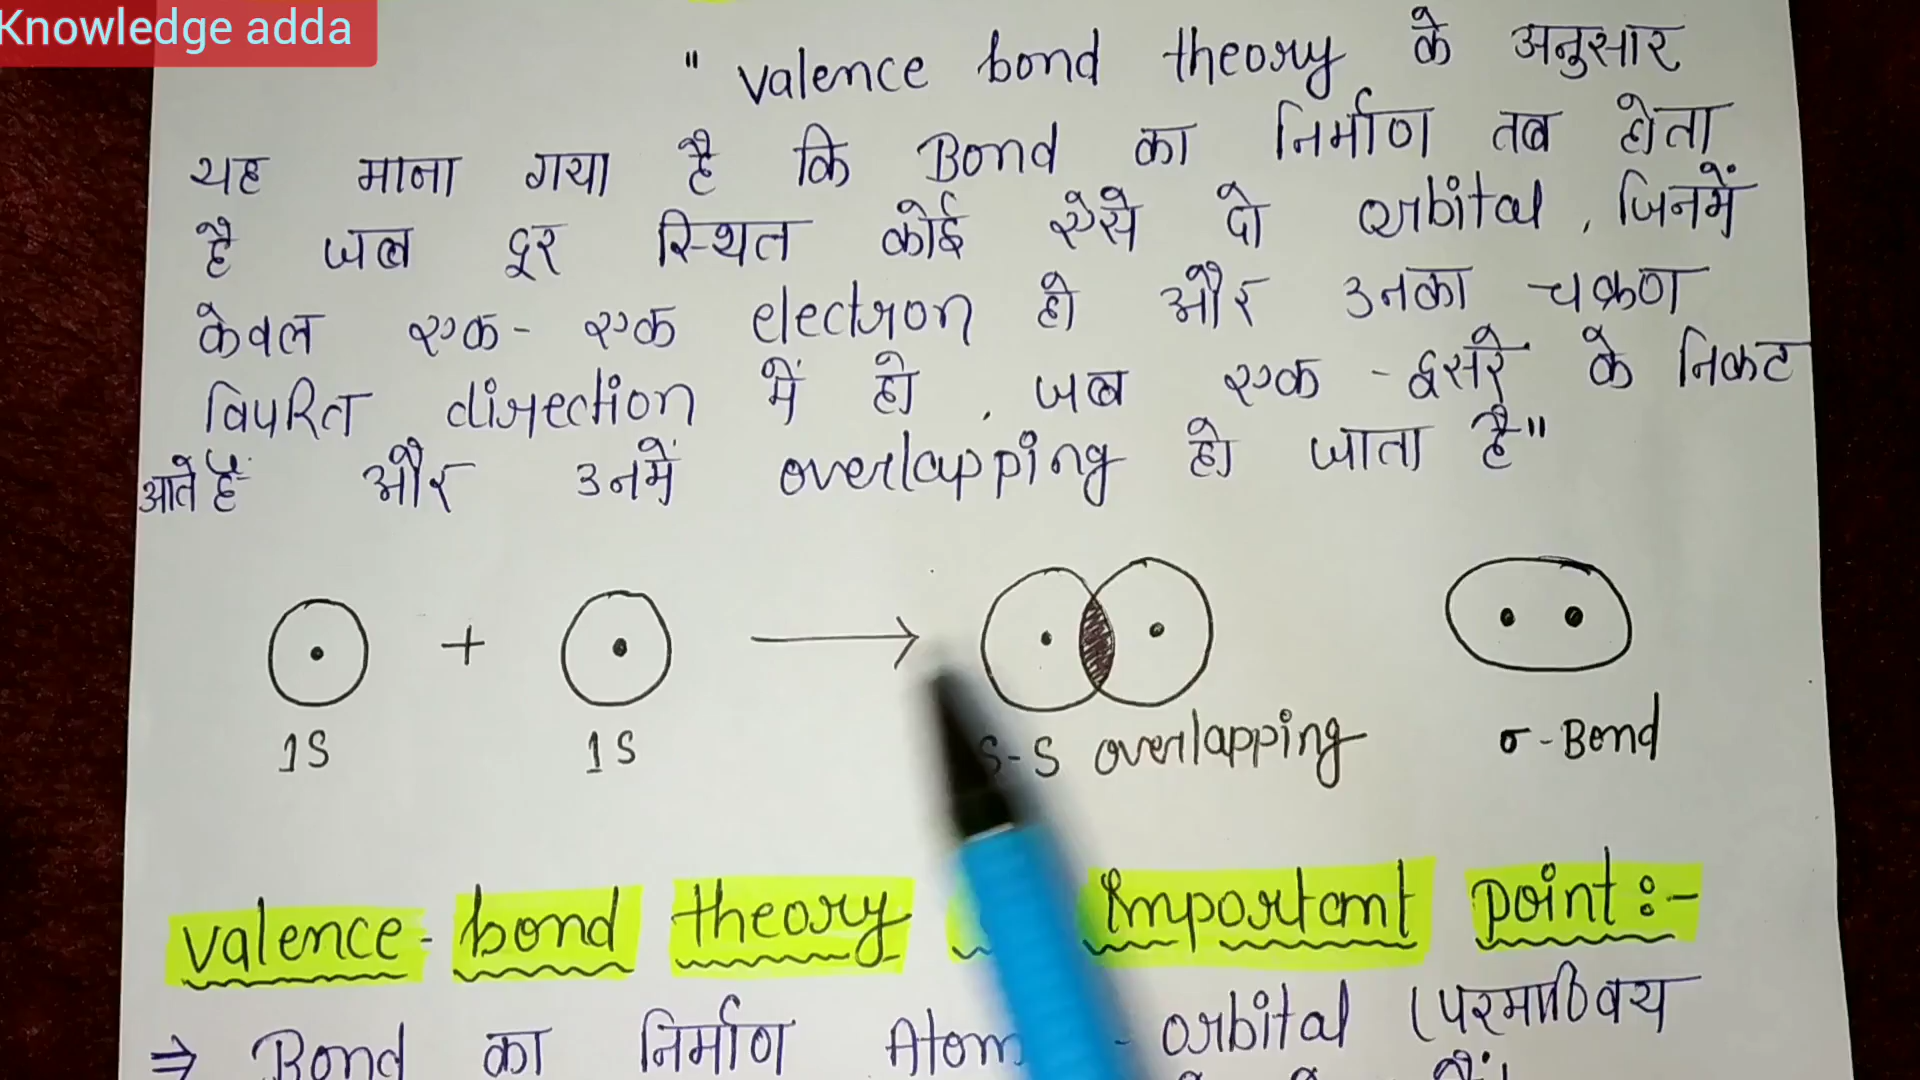 Knowledge adda
" valence bond theory के अनुसार
यह माना गया है कि Bond का निर्माण तब होता
है जब दूर स्थित कोई ऐसे दो orbital , जिनमें
केवल एक - एक electron हो और उनका चक्रण
विपरित direction में हो , जब एक - दूसरे के निकट
आते हैं और उनमें overlapping हो जाता है"
+
1S 1S S-S overlapping σ - Bond
valence - bond theory Important point :-
⇒ Bond का निर्माण Atom - orbital (परमाण्विय